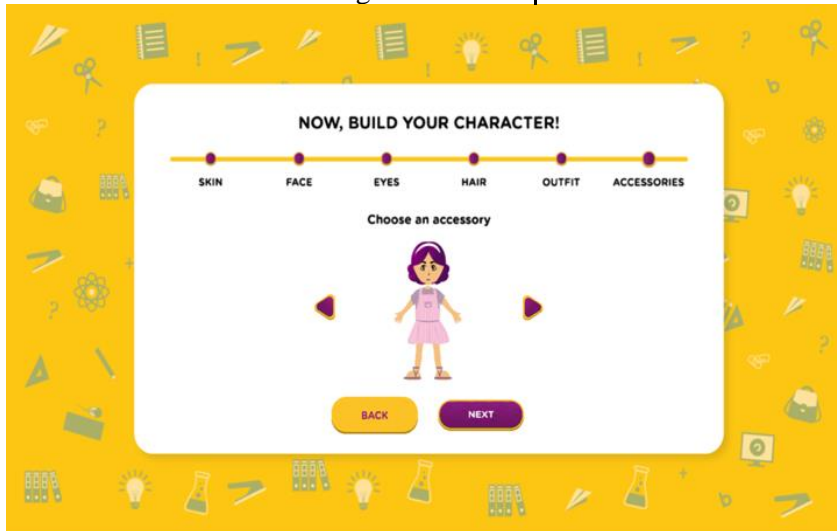 NOW, BUILD YOUR CHARACTER!
SKIN FACE EYES HAIR OUTFIT ACCESSORIES
Choose an accessory
BACK NEXT